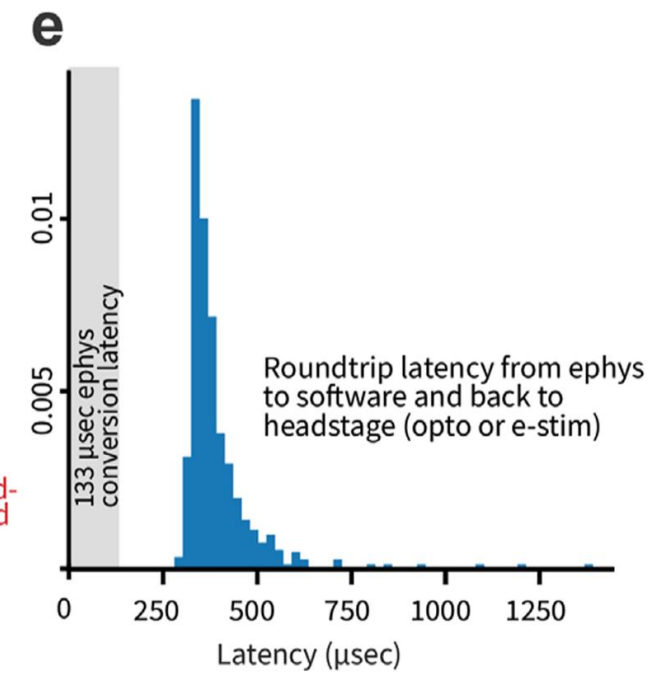 e
0.01
0.005
133 μsec ephys
conversion latency
Roundtrip latency from ephys
to software and back to
headstage (opto or e-stim)
d-
d
0 250 500 750 1000 1250
Latency (μsec)